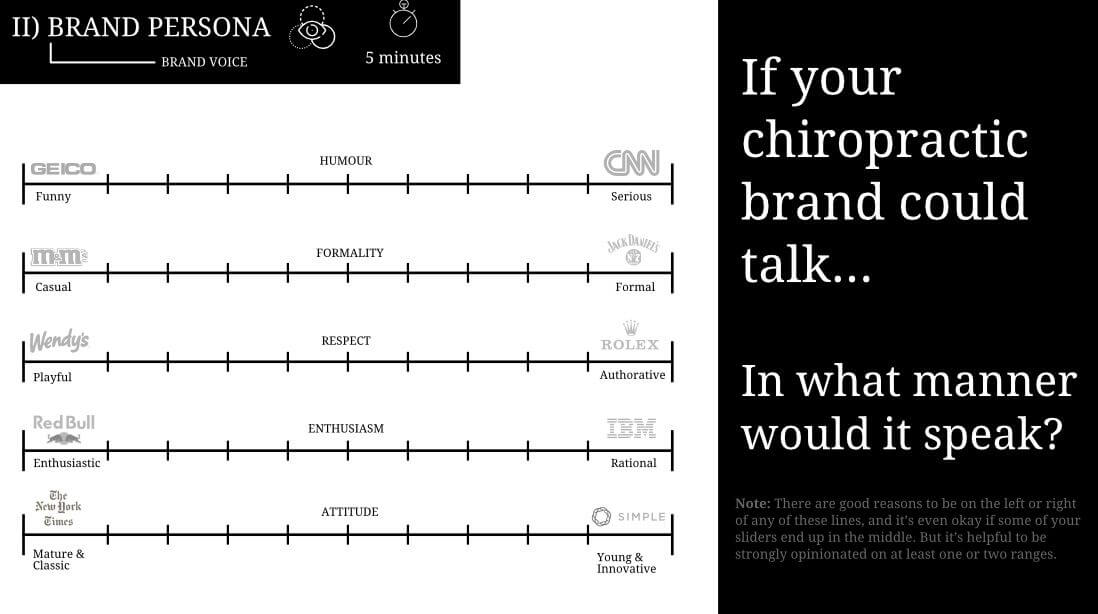 II) BRAND PERSONA
BRAND VOICE
5 minutes
HUMOUR
GEICO
CNN
Funny
Serious
FORMALITY
m&m's
JACK DANIEL'S
Nº7
Casual
Formal
RESPECT
Wendy's
ROLEX
Playful
Authorative
ENTHUSIASM
Red Bull
IBM
Enthusiastic
Rational
ATTITUDE
The
New York
Times
SIMPLE
Mature &
Classic
Young &
Innovative
If your
chiropractic
brand could
talk...
In what manner
would it speak?
Note: There are good reasons to be on the left or right
of any of these lines, and it's even okay if some of your
sliders end up in the middle. But it's helpful to be
strongly opinionated on at least one or two ranges.